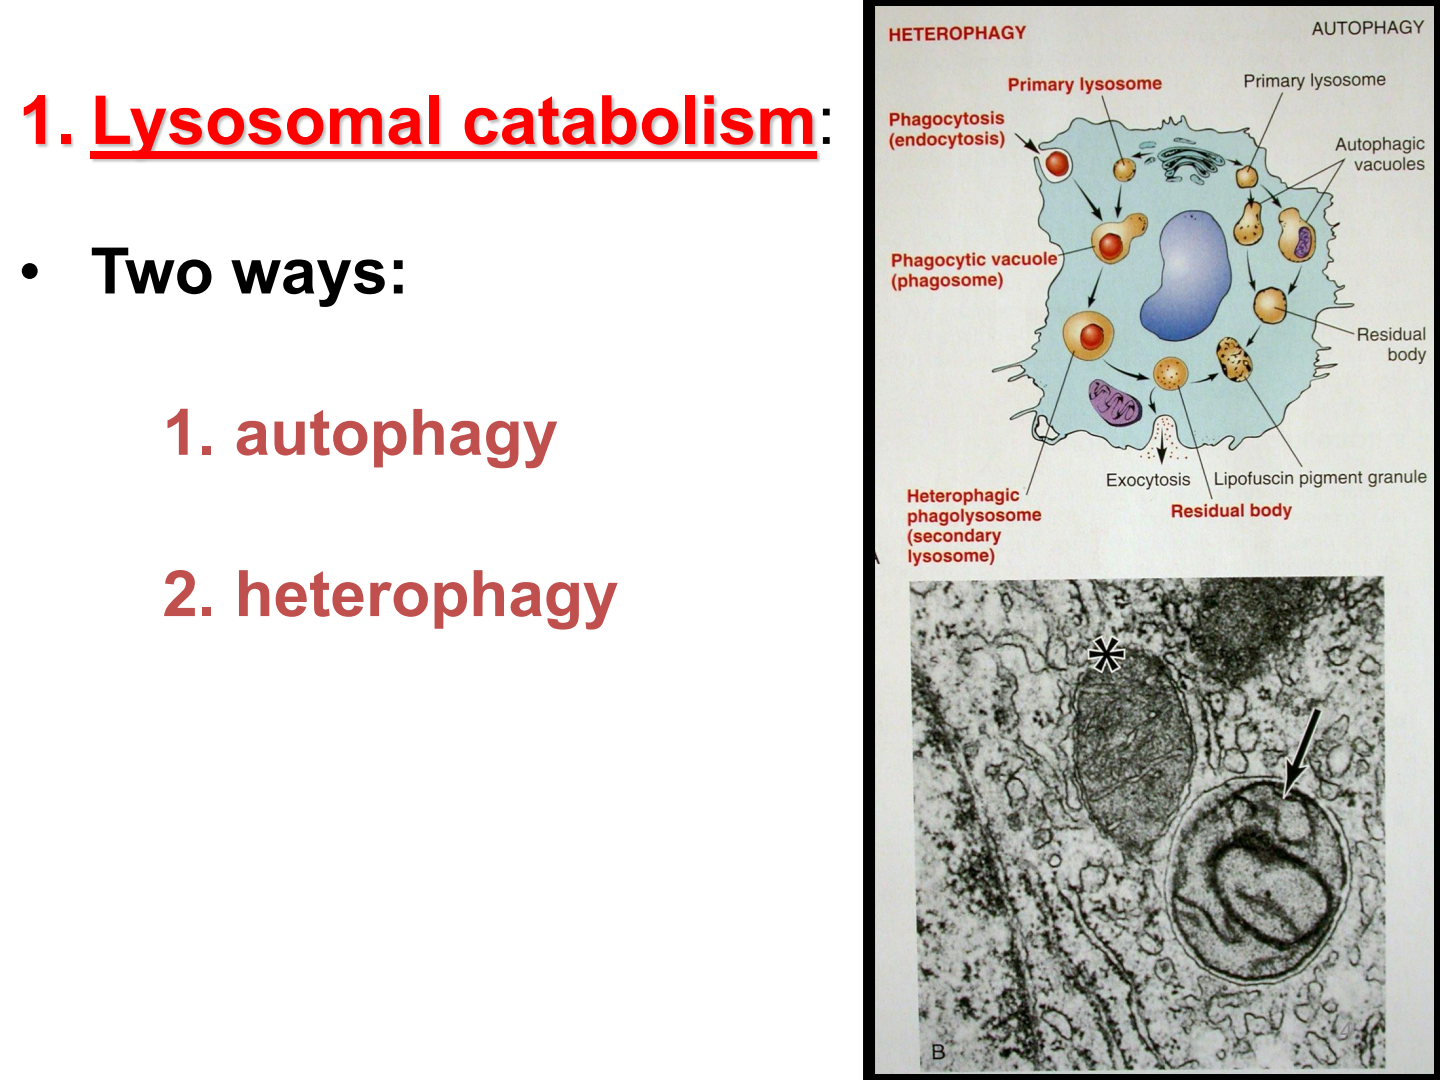 1. Lysosomal catabolism:
• Two ways:
1. autophagy
2. heterophagy
HETEROPHAGY
AUTOPHAGY
Primary lysosome
Primary lysosome
Phagocytosis
(endocytosis)
Autophagic
vacuoles
Phagocytic vacuole
(phagosome)
Residual
body
Exocytosis
Lipofuscin pigment granule
Heterophagic
phagolysosome
(secondary
lysosome)
Residual body
*
B
4